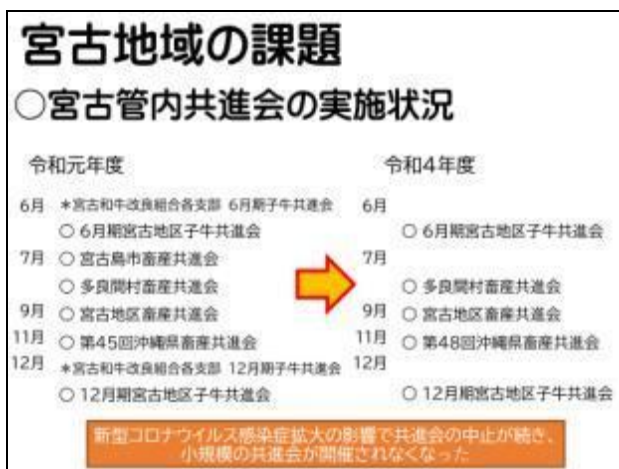 宮古地域の課題
○宮古管内共進会の実施状況
令和元年度
6月 *宮古和牛改良組合各支部 6月期子牛共進会
○ 6月期宮古地区子牛共進会
7月 ○ 宮古島市畜産共進会
○ 多良間村畜産共進会
9月 ○ 宮古地区畜産共進会
11月 ○ 第45回沖縄県畜産共進会
12月 *宮古和牛改良組合各支部 12月期子牛共進会
○ 12月期宮古地区子牛共進会
令和4年度
6月
○ 6月期宮古地区子牛共進会
7月
○ 多良間村畜産共進会
9月 ○ 宮古地区畜産共進会
11月 ○ 第48回沖縄県畜産共進会
12月
○ 12月期宮古地区子牛共進会
新型コロナウイルス感染症拡大の影響で共進会の中止が続き、
小規模の共進会が開催されなくなった